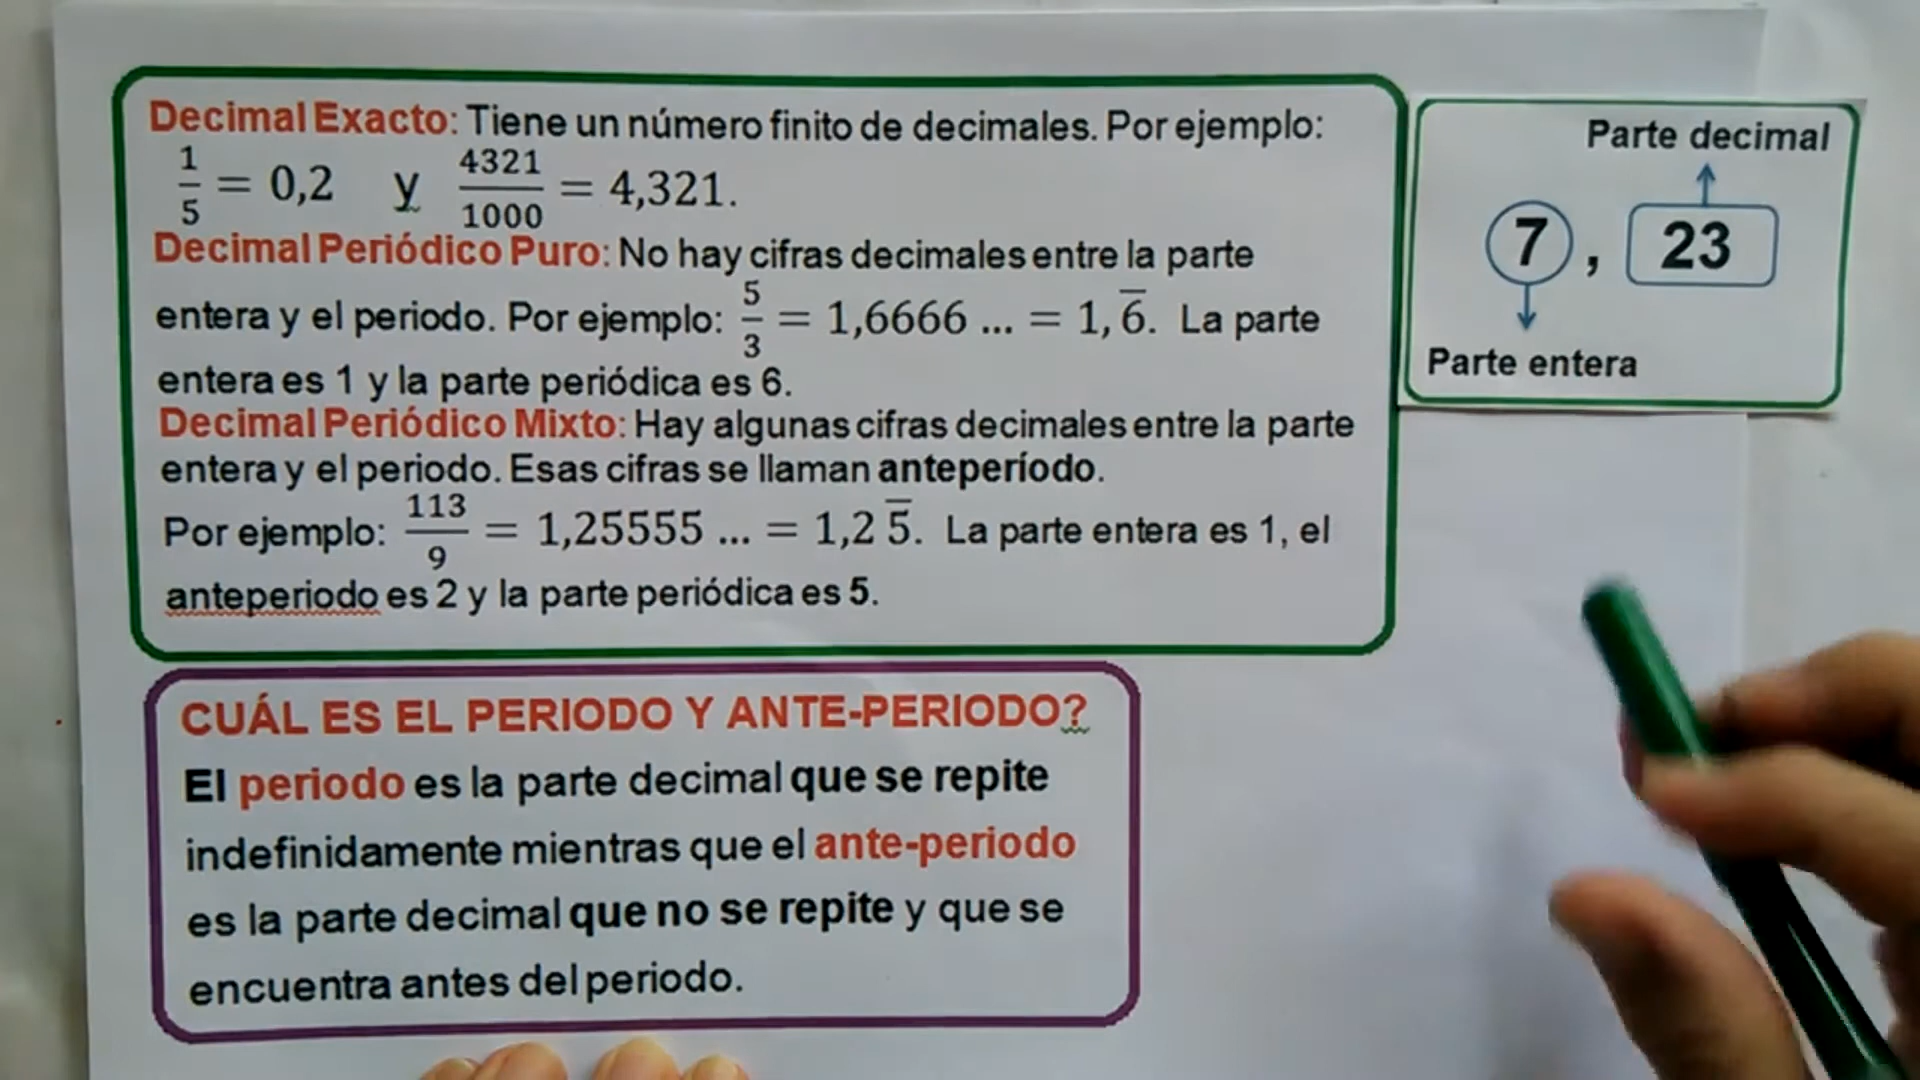 Decimal Exacto: Tiene un número finito de decimales. Por ejemplo:
1/5 = 0,2 y 4321/1000 = 4,321.
Decimal Periódico Puro: No hay cifras decimales entre la parte
entera y el periodo. Por ejemplo: 5/3 = 1,6666 ... = 1,6̅. La parte
entera es 1 y la parte periódica es 6.
Decimal Periódico Mixto: Hay algunas cifras decimales entre la parte
entera y el periodo. Esas cifras se llaman anteperíodo.
Por ejemplo: 113/9 = 1,25555 ... = 1,2 5̅. La parte entera es 1, el
anteperiodo es 2 y la parte periódica es 5.
Parte decimal
7 , 23
Parte entera
CUÁL ES EL PERIODO Y ANTE-PERIODO?
El periodo es la parte decimal que se repite
indefinidamente mientras que el ante-periodo
es la parte decimal que no se repite y que se
encuentra antes del periodo.